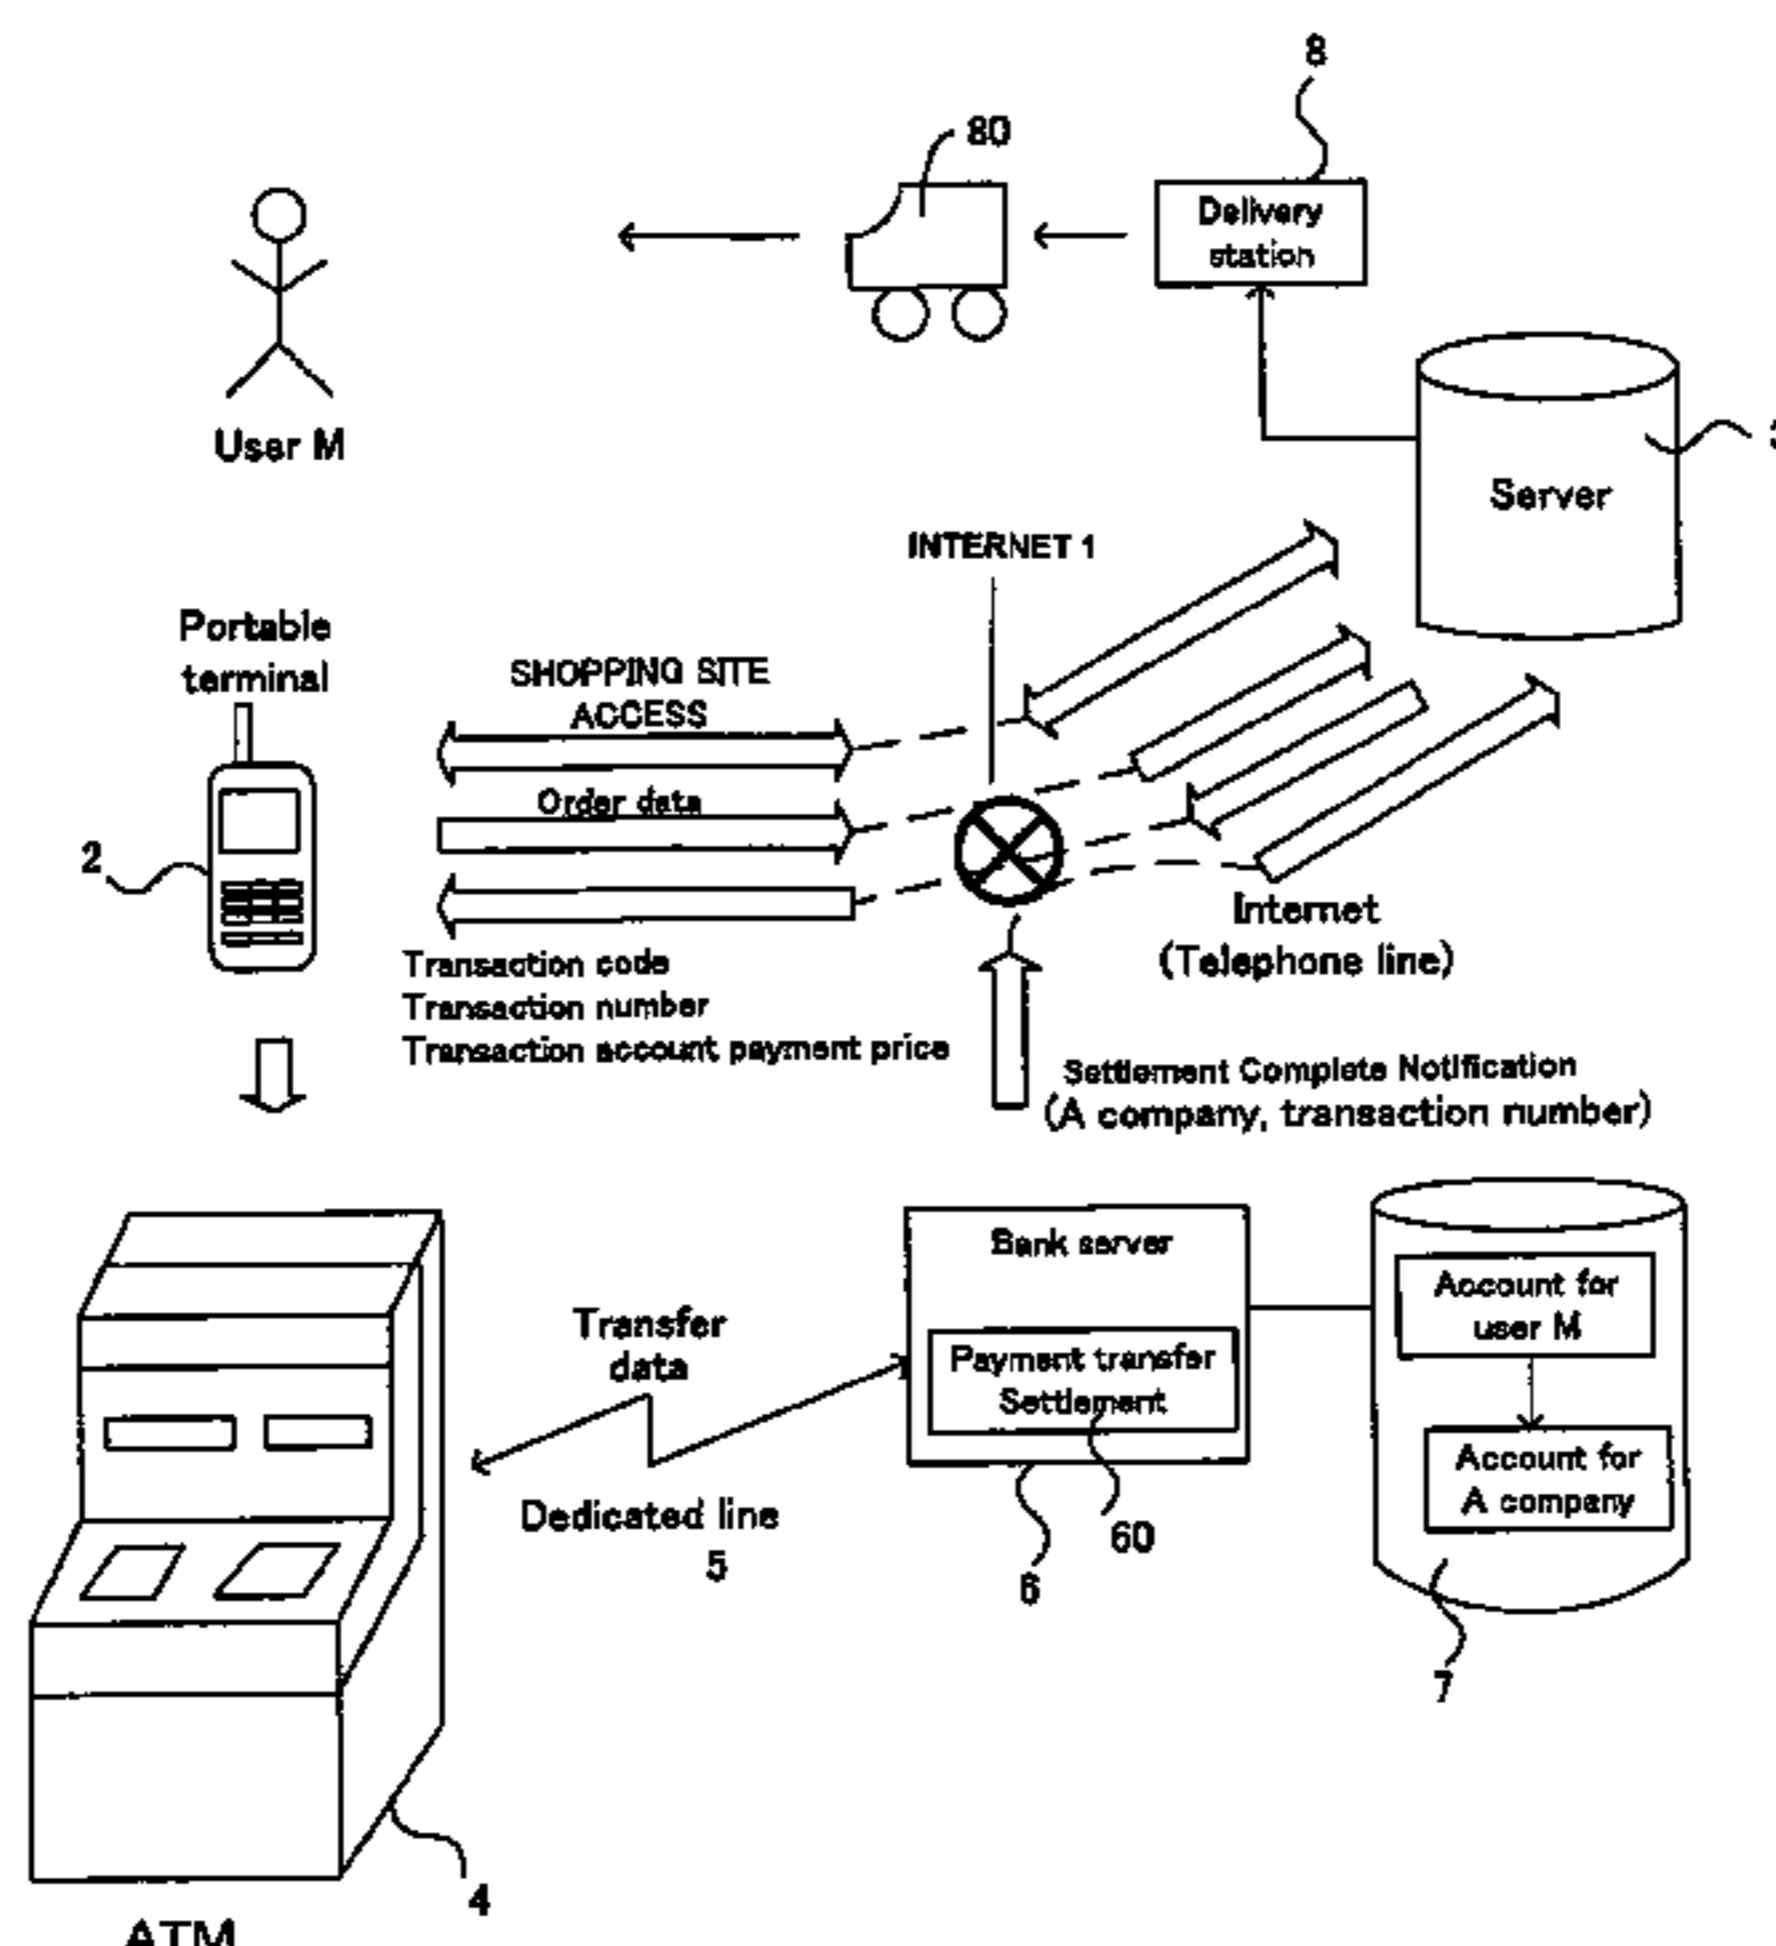 8
80
Delivery
station
User M
Server
INTERNET 1
Portable
terminal
SHOPPING SITE
ACCESS
Order data
2
Internet
(Telephone line)
Transaction code
Transaction number
Transaction account payment price
Settlement Complete Notification
(A company, transaction number)
Bank server
Account for
user M
Transfer
data
Payment transfer
Settlement
Account for
A company
Dedicated line
5
60
6
7
4
ATM